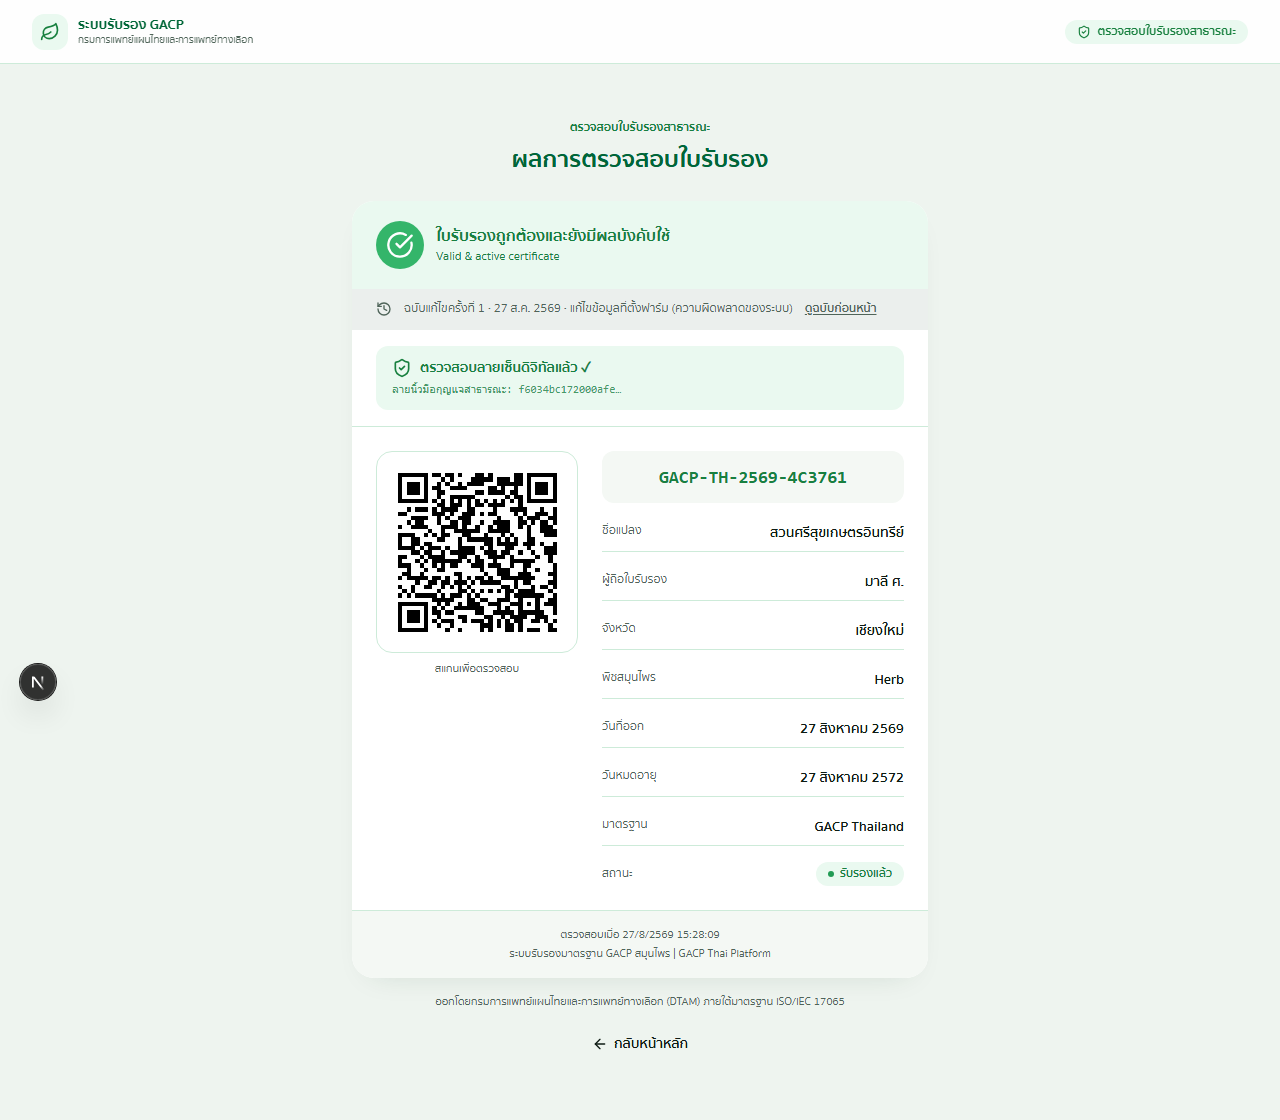 ระบบรับรอง GACP
กรมการแพทย์แผนไทยและการแพทย์ทางเลือก
ตรวจสอบใบรับรองสาธารณะ
ตรวจสอบใบรับรองสาธารณะ
ผลการตรวจสอบใบรับรอง
ใบรับรองถูกต้องและยังมีผลบังคับใช้
Valid & active certificate
ฉบับแก้ไขครั้งที่ 1 · 27 ส.ค. 2569 · แก้ไขข้อมูลที่ตั้งฟาร์ม (ความผิดพลาดของระบบ) ดูฉบับก่อนหน้า
ตรวจสอบลายเซ็นดิจิทัลแล้ว ✓
ลายนิ้วมือกุญแจสาธารณะ: f6034bc172000afe…
GACP-TH-2569-4C3761
ชื่อแปลง สวนศรีสุขเกษตรอินทรีย์
ผู้ถือใบรับรอง มาลี ศ.
จังหวัด เชียงใหม่
พืชสมุนไพร Herb
วันที่ออก 27 สิงหาคม 2569
วันหมดอายุ 27 สิงหาคม 2572
มาตรฐาน GACP Thailand
สถานะ รับรองแล้ว
สแกนเพื่อตรวจสอบ
N
ตรวจสอบเมื่อ 27/8/2569 15:28:09
ระบบรับรองมาตรฐาน GACP สมุนไพร | GACP Thai Platform
ออกโดยกรมการแพทย์แผนไทยและการแพทย์ทางเลือก (DTAM) ภายใต้มาตรฐาน ISO/IEC 17065
← กลับหน้าหลัก